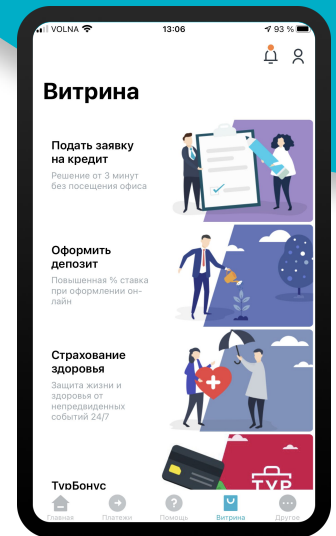 VOLNA 13:06 93 %
Витрина
Подать заявку
на кредит
Решение от 3 минут
без посещения офиса
Оформить
депозит
Повышенная % ставка
при оформлении он-
лайн
Страхование
здоровья
Защита жизни и
здоровья от
непредвиденных
событий 24/7
ТурБонус
ТУР
Главная Платежи Помощь Витрина Другое